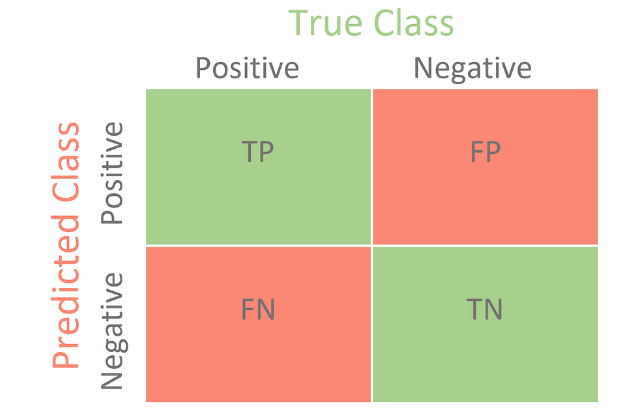 True Class
Positive
Negative
Predicted Class
Positive
TP
FP
Negative
FN
TN